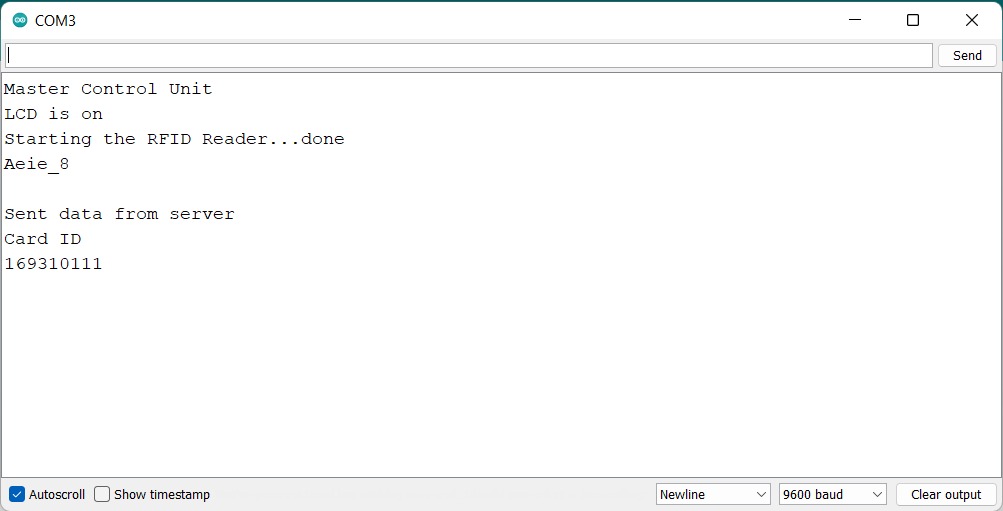 COM3
Send
Master Control Unit
LCD is on
Starting the RFID Reader...done
Aeie_8
Sent data from server
Card ID
169310111
Autoscroll Show timestamp Newline 9600 baud Clear output